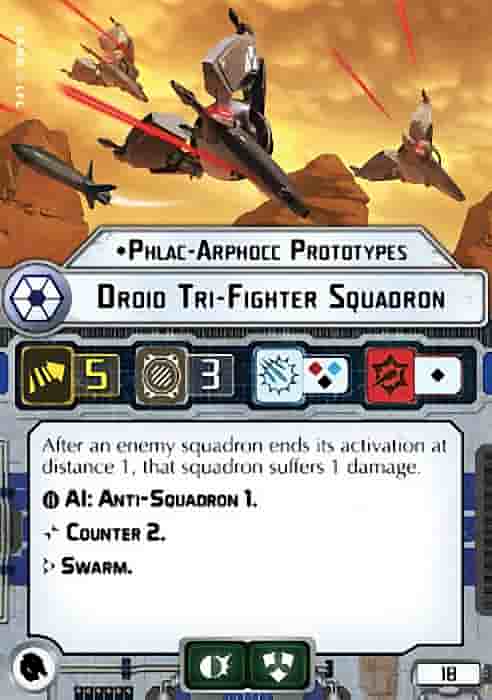 •Phlac-Arphocc Prototypes
Droid Tri-Fighter Squadron
5 3
After an enemy squadron ends its activation at
distance 1, that squadron suffers 1 damage.
AI: Anti-Squadron 1.
Counter 2.
Swarm.
18